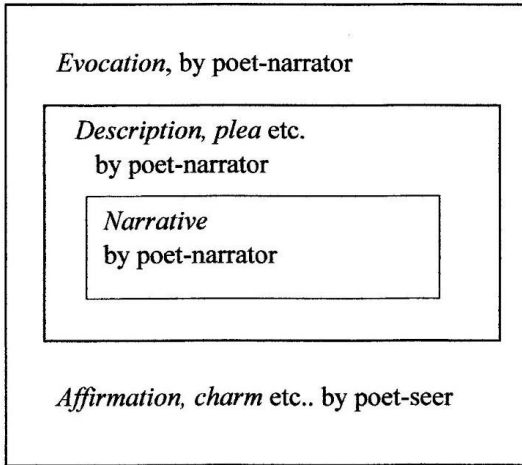 Evocation, by poet-narrator
Description, plea etc.
by poet-narrator
Narrative
by poet-narrator
Affirmation, charm etc.. by poet-seer